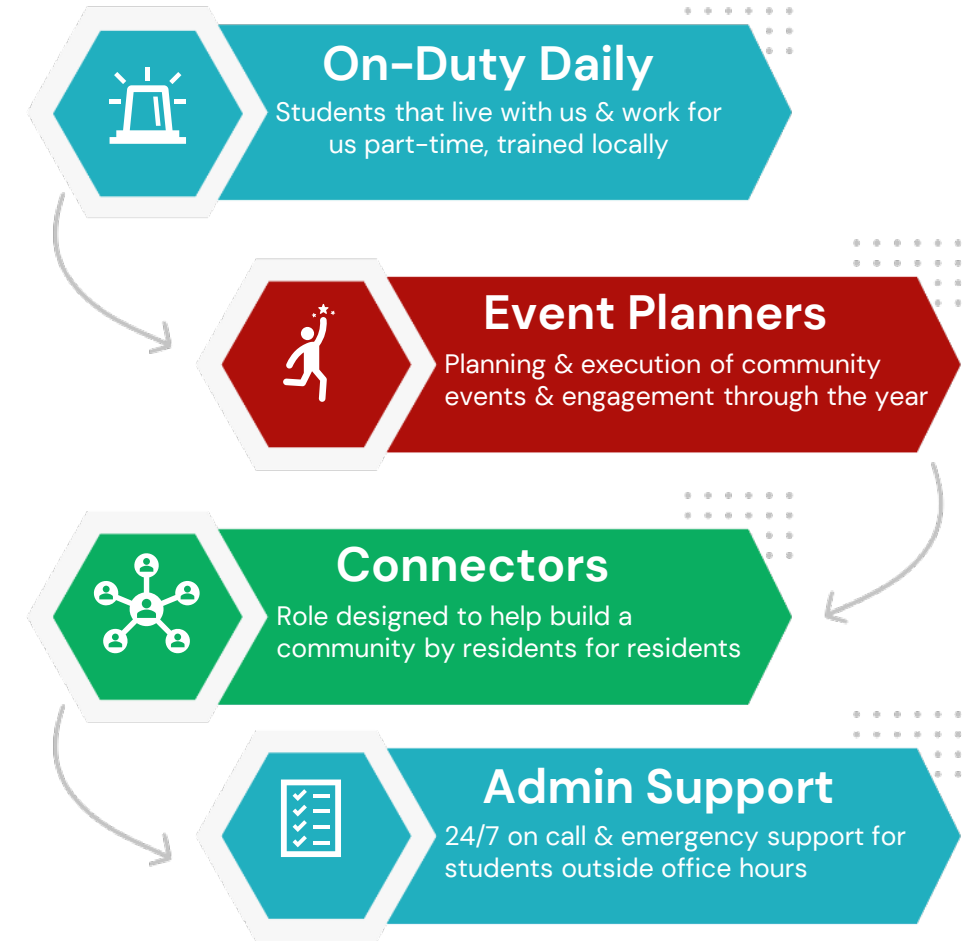 On-Duty Daily
Students that live with us & work for
us part-time, trained locally
Event Planners
Planning & execution of community
events & engagement through the year
Connectors
Role designed to help build a
community by residents for residents
Admin Support
24/7 on call & emergency support for
students outside office hours